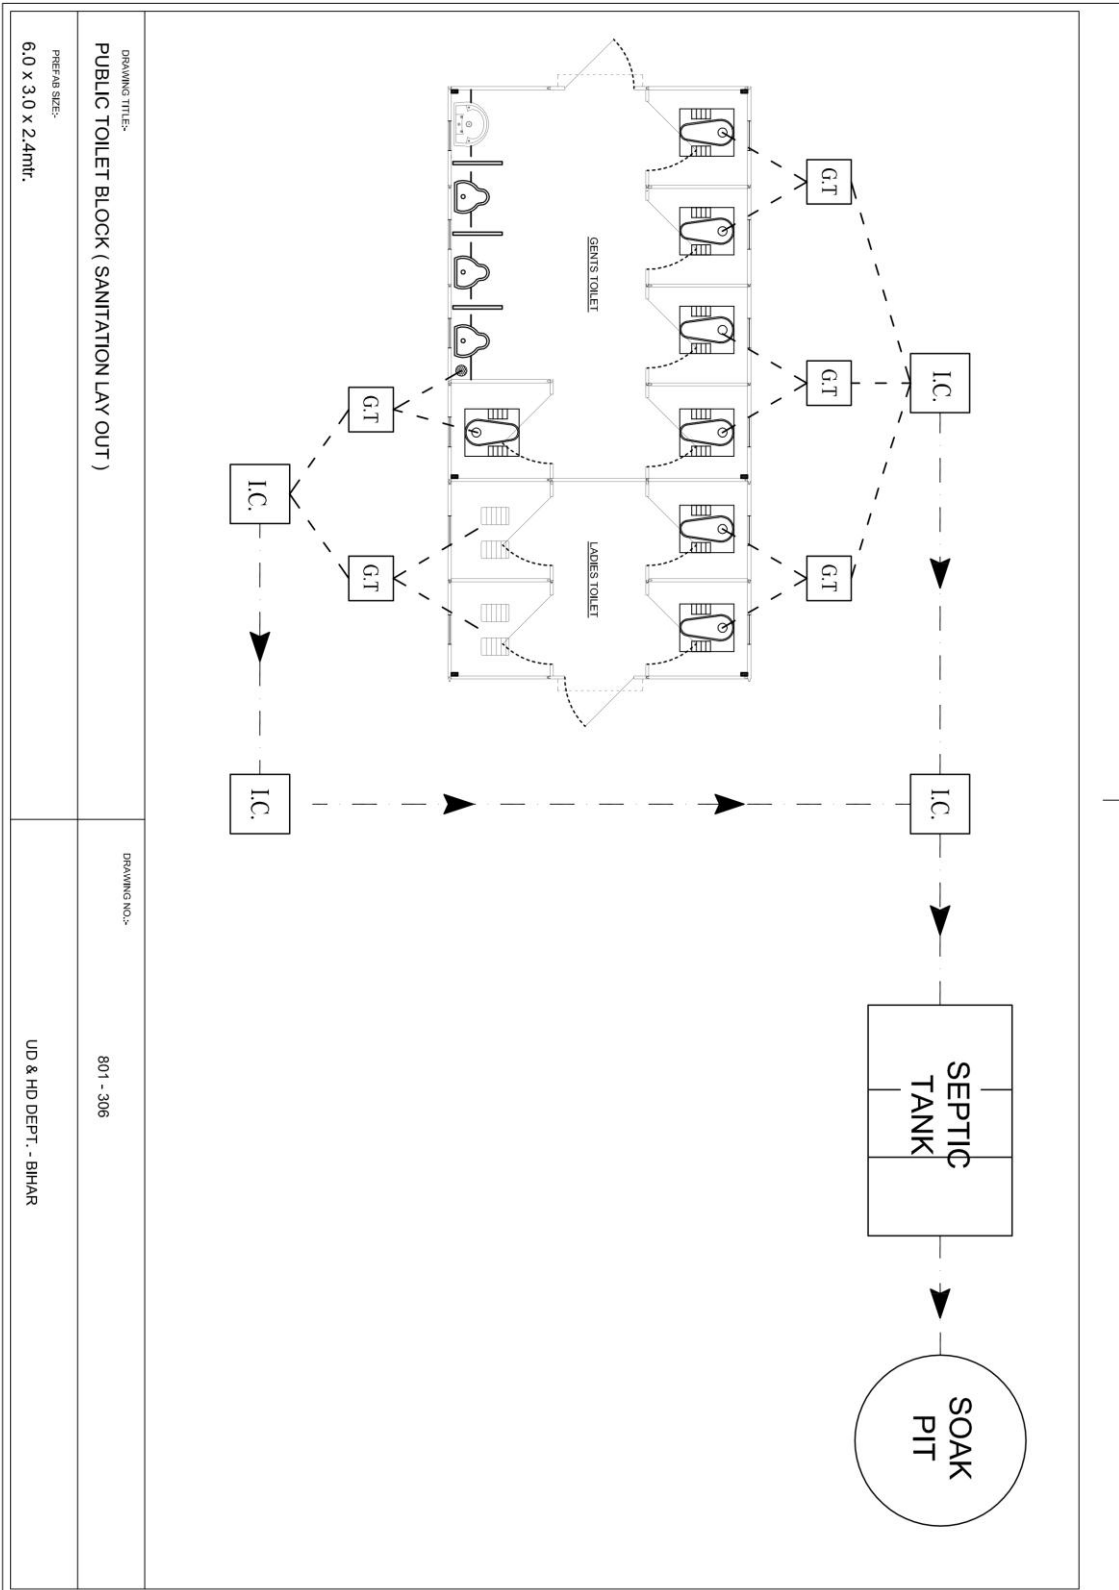 G.T
G.T
G.T
I.C.
I.C.
SEPTIC
TANK
SOAK
PIT
GENTS TOILET
LADIES TOILET
G.T
G.T
I.C.
I.C.
DRAWING TITLE:-
PUBLIC TOILET BLOCK ( SANITATION LAY OUT )
DRAWING NO.:-
801 - 306
PREFAB SIZE:-
6.0 x 3.0 x 2.4mtr.
UD & HD DEPT. - BIHAR